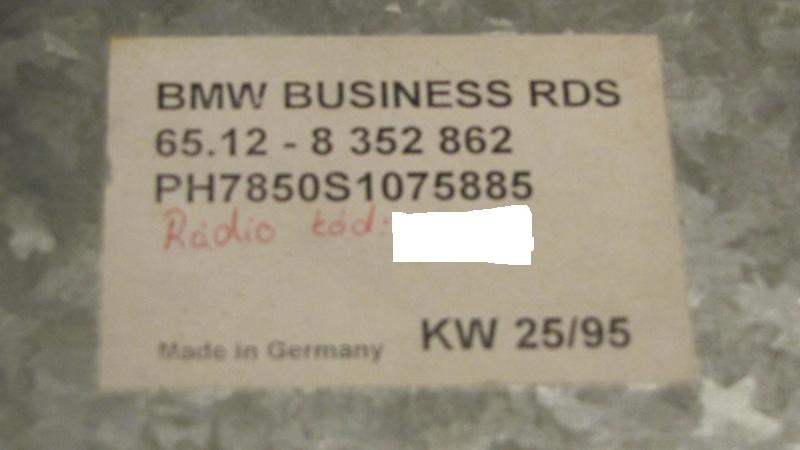 BMW BUSINESS RDS
65.12 - 8 352 862
PH7850S1075885
Rádio kód:
KW 25/95
Made in Germany